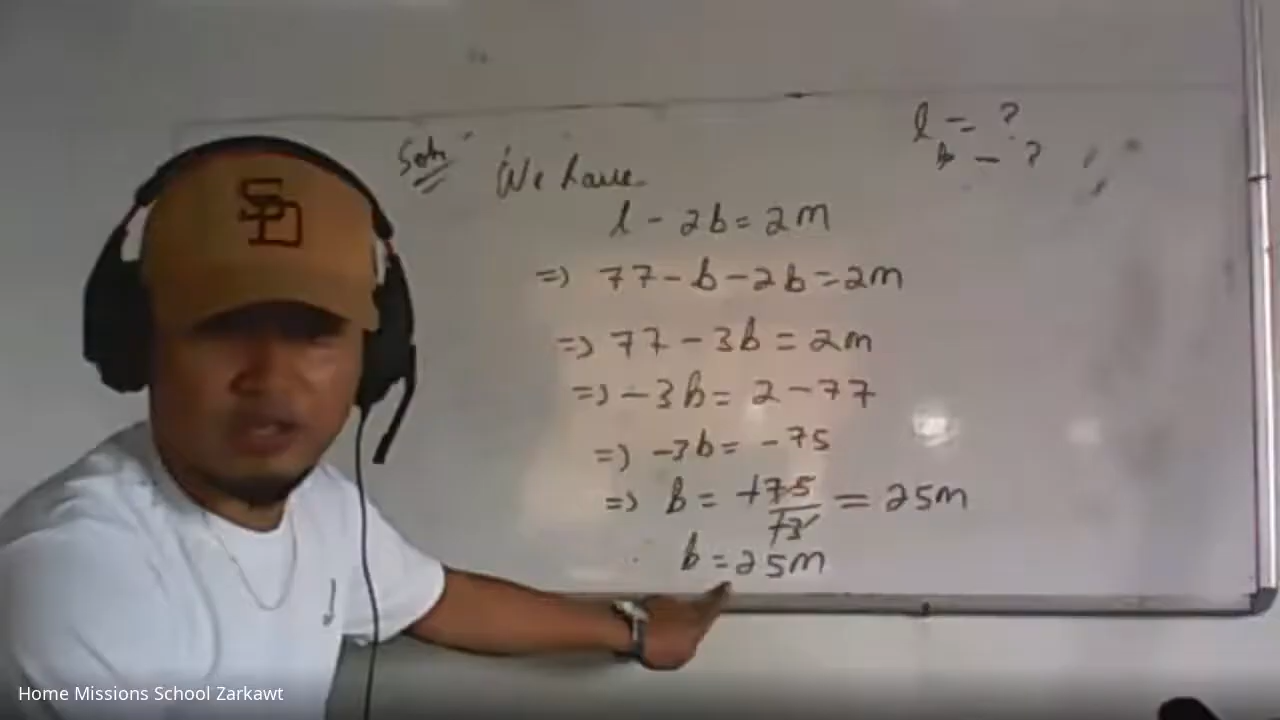 l = ?
b - ?
Soln We have
l - 2b = 2m
=> 77 - b - 2b = 2m
=> 77 - 3b = 2m
=> -3b = 2 - 77
=> -3b = -75
=> b = +75/+3 = 25m
b = 25m
SD
Home Missions School Zarkawt